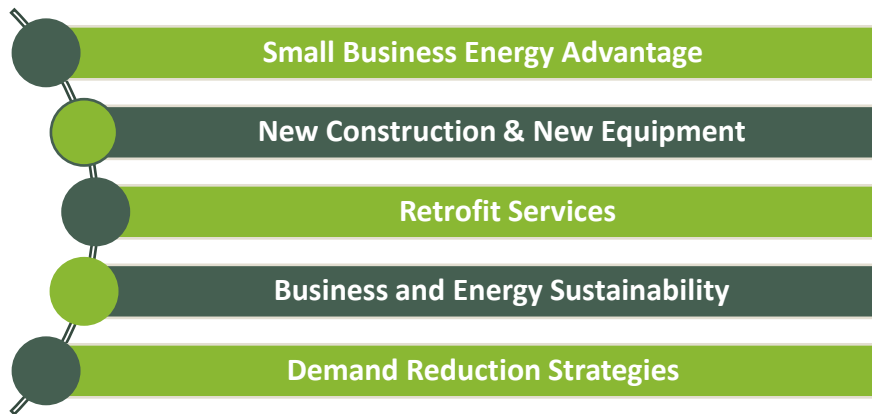 Small Business Energy Advantage
New Construction & New Equipment
Retrofit Services
Business and Energy Sustainability
Demand Reduction Strategies